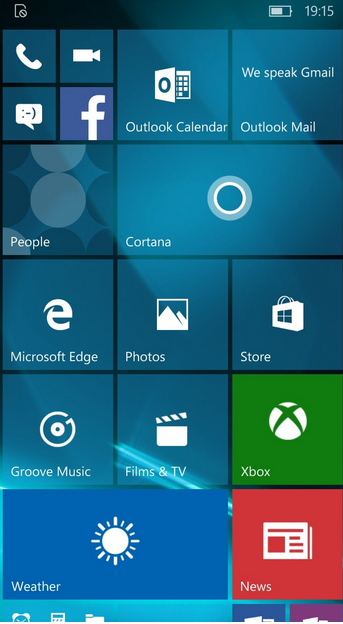 19:15
We speak Gmail
Outlook Calendar
Outlook Mail
People
Cortana
Microsoft Edge
Photos
Store
Groove Music
Films & TV
Xbox
Weather
News